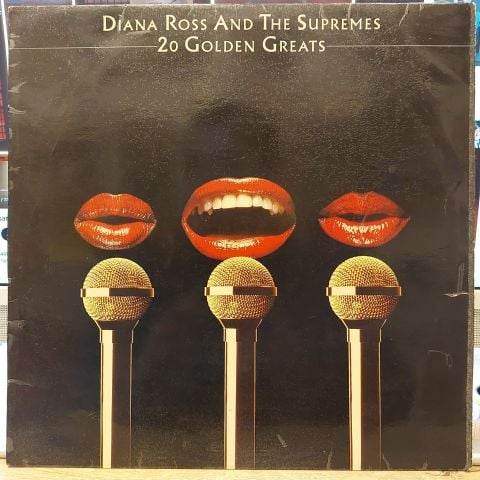 Diana Ross And The Supremes
20 Golden Greats